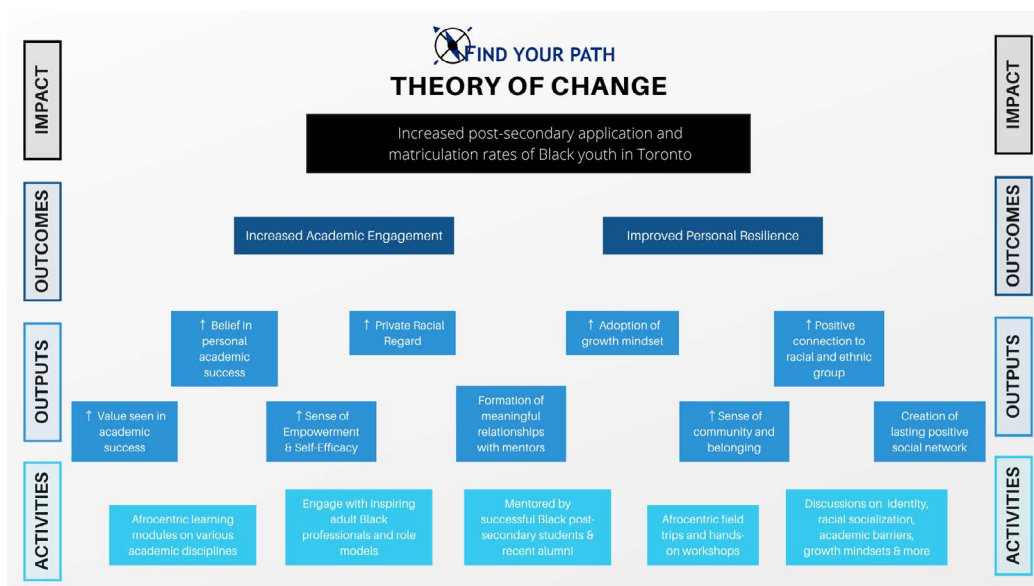 FIND YOUR PATH
THEORY OF CHANGE
IMPACT
Increased post-secondary application and
matriculation rates of Black youth in Toronto
IMPACT
OUTCOMES
Increased Academic Engagement
Improved Personal Resilience
OUTCOMES
OUTPUTS
↑ Belief in
personal
academic
success
↑ Private Racial
Regard
↑ Adoption of
growth mindset
↑ Positive
connection to
racial and ethnic
group
↑ Value seen in
academic
success
↑ Sense of
Empowerment
& Self-Efficacy
Formation of
meaningful
relationships
with mentors
↑ Sense of
community and
belonging
Creation of
lasting positive
social network
OUTPUTS
ACTIVITIES
Afrocentric learning
modules on various
academic disciplines
Engage with inspiring
adult Black
professionals and role
models
Mentored by
successful Black post-
secondary students &
recent alumni
Afrocentric field
trips and hands-
on workshops
Discussions on identity,
racial socialization,
academic barriers,
growth mindsets & more
ACTIVITIES